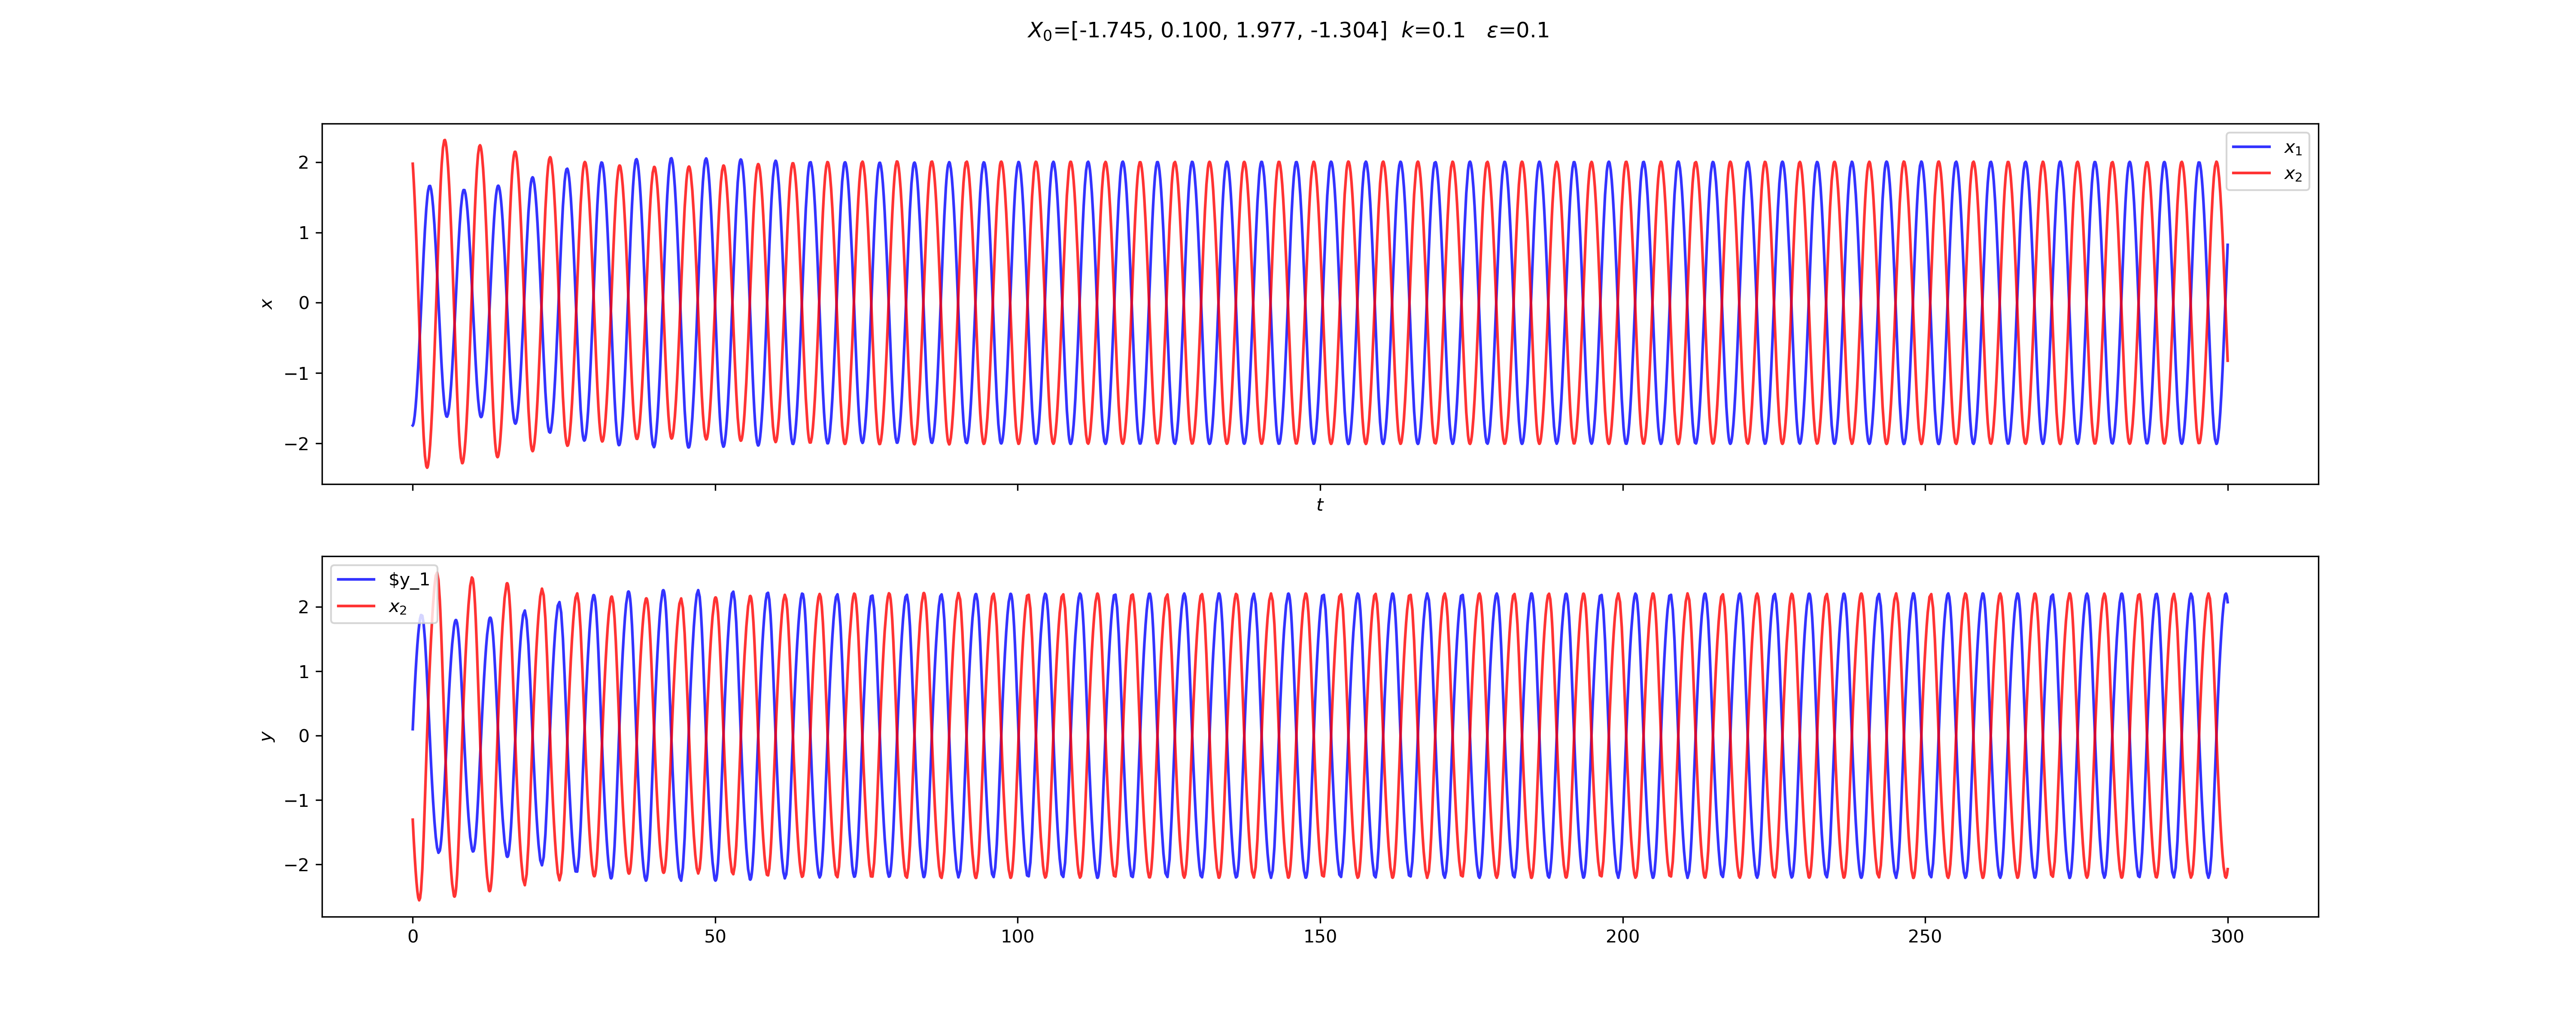 X₀=[-1.745, 0.100, 1.977, -1.304] k=0.1 ε=0.1
2
1
0
−1
−2
x
x₁
x₂
t
2
1
0
−1
−2
y
$y_1
x₂
0 50 100 150 200 250 300